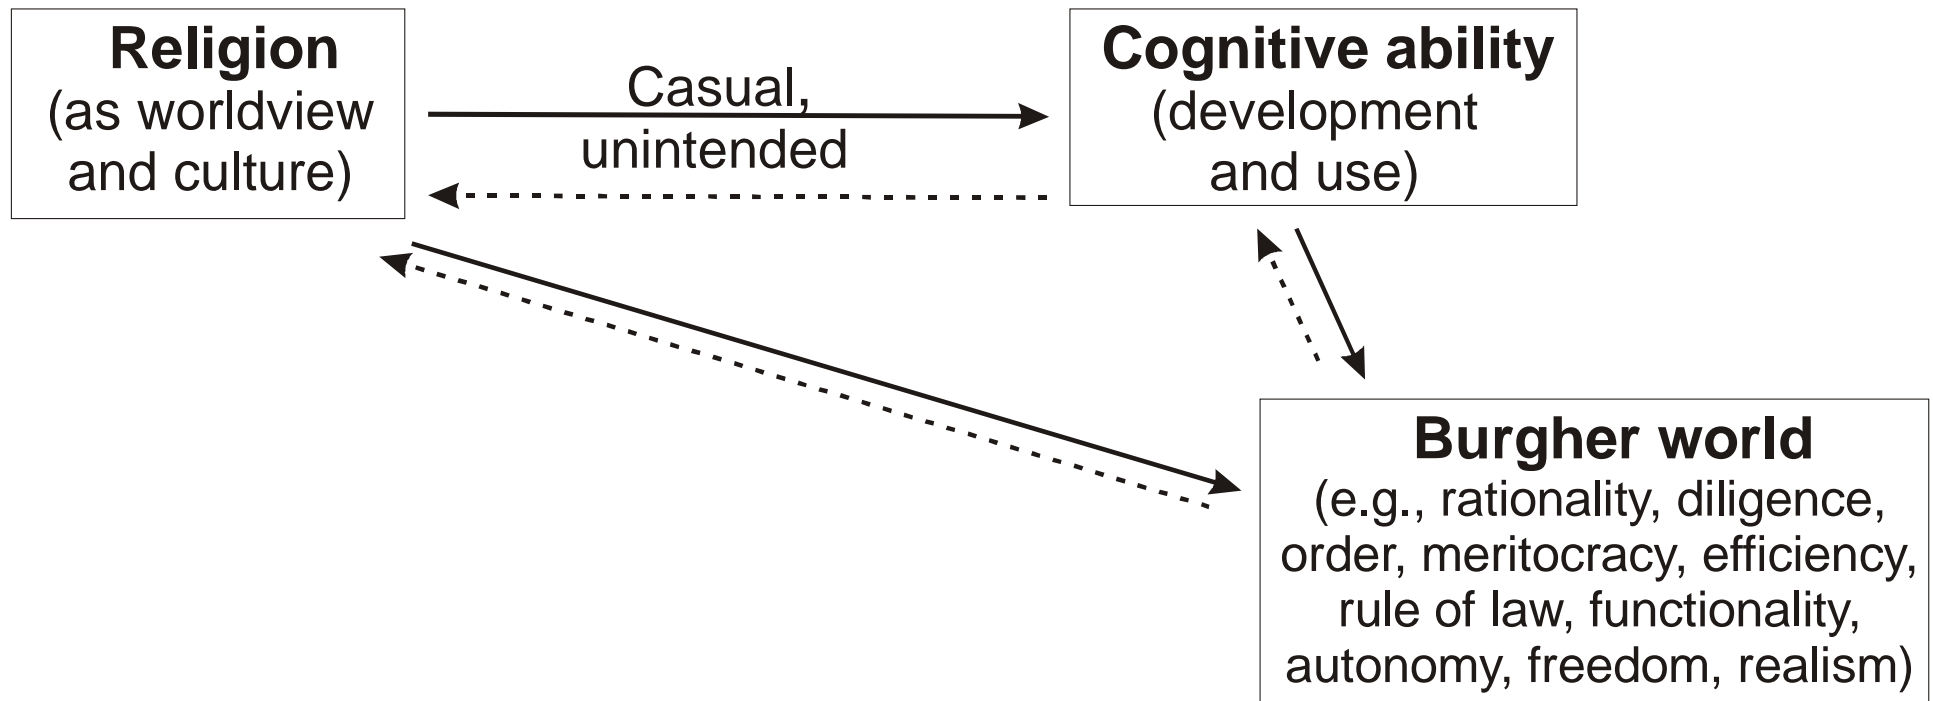 Religion
(as worldview
and culture)
Casual,
unintended
Cognitive ability
(development
and use)
Burgher world
(e.g., rationality, diligence,
order, meritocracy, efficiency,
rule of law, functionality,
autonomy, freedom, realism)